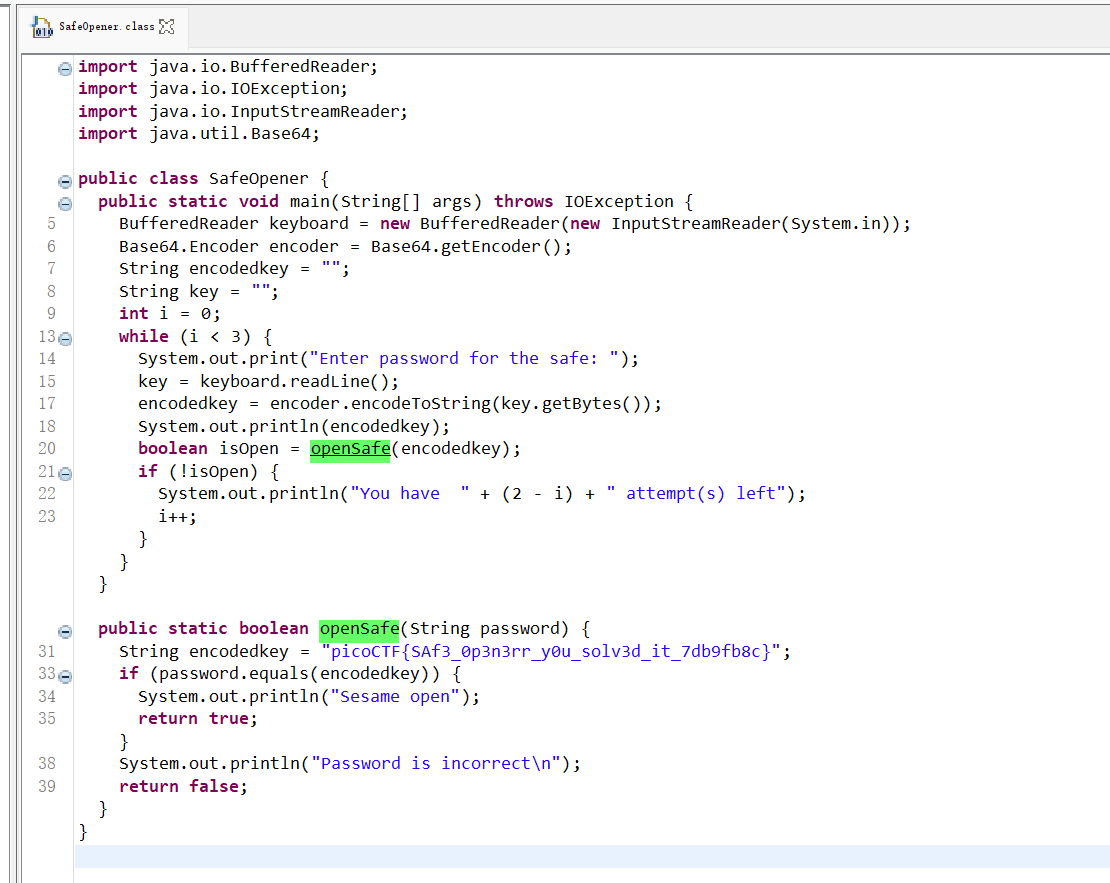 SafeOpener.class
import java.io.BufferedReader;
import java.io.IOException;
import java.io.InputStreamReader;
import java.util.Base64;
public class SafeOpener {
public static void main(String[] args) throws IOException {
5 BufferedReader keyboard = new BufferedReader(new InputStreamReader(System.in));
6 Base64.Encoder encoder = Base64.getEncoder();
7 String encodedkey = "";
8 String key = "";
9 int i = 0;
13 while (i < 3) {
14 System.out.print("Enter password for the safe: ");
15 key = keyboard.readLine();
17 encodedkey = encoder.encodeToString(key.getBytes());
18 System.out.println(encodedkey);
20 boolean isOpen = openSafe(encodedkey);
21 if (!isOpen) {
22 System.out.println("You have  " + (2 - i) + " attempt(s) left");
23 i++;
}
}
}
public static boolean openSafe(String password) {
31 String encodedkey = "picoCTF{SAf3_0p3n3rr_y0u_solv3d_it_7db9fb8c}";
33 if (password.equals(encodedkey)) {
34 System.out.println("Sesame open");
35 return true;
}
38 System.out.println("Password is incorrect\n");
39 return false;
}
}